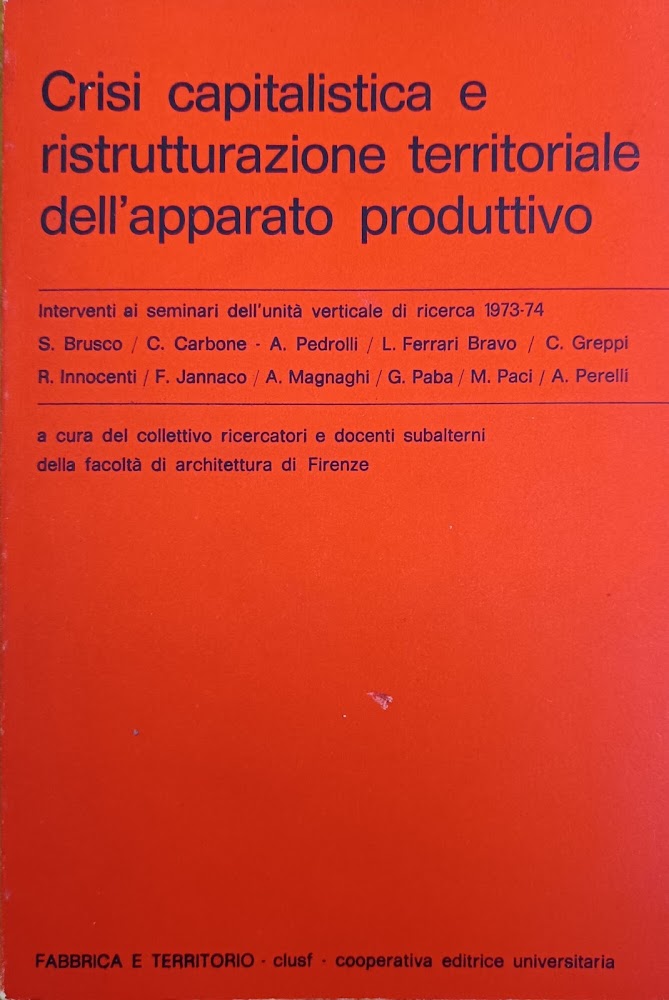 Crisi capitalistica e
ristrutturazione territoriale
dell'apparato produttivo
Interventi ai seminari dell'unità verticale di ricerca 1973-74
S. Brusco / C. Carbone - A. Pedrolli / L. Ferrari Bravo / C. Greppi
R. Innocenti / F. Jannaco / A. Magnaghi / G. Paba / M. Paci / A. Perelli
a cura del collettivo ricercatori e docenti subalterni
della facoltà di architettura di Firenze
FABBRICA E TERRITORIO · clusf · cooperativa editrice universitaria